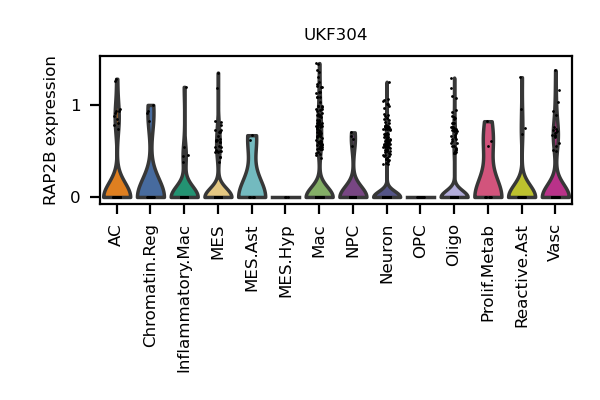 UKF304
RAP2B expression
1
0
AC
Chromatin.Reg
Inflammatory.Mac
MES
MES.Ast
MES.Hyp
Mac
NPC
Neuron
OPC
Oligo
Prolif.Metab
Reactive.Ast
Vasc